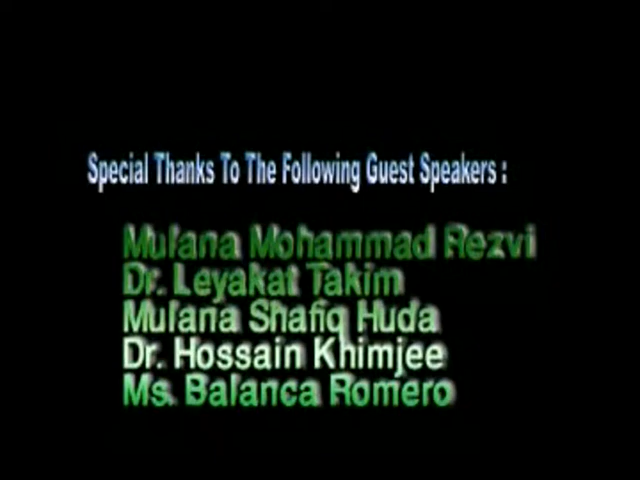 Special Thanks To The Following Guest Speakers :
Mulana Mohammad Rezvi
Dr. Leyakat Takim
Mulana Shafiq Huda
Dr. Hossain Khimjee
Ms. Balanca Romero